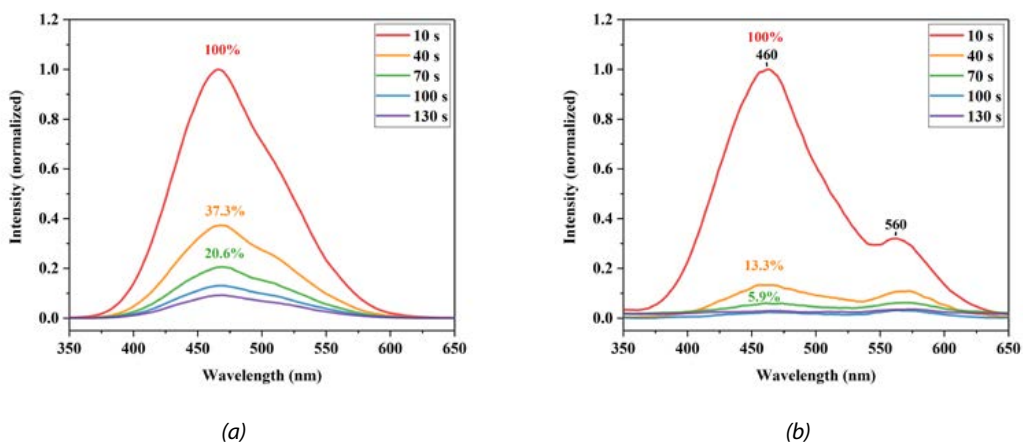 1.2
1.0
0.8
0.6
0.4
0.2
0.0
Intensity (normalized)
100%
37.3%
20.6%
10 s
40 s
70 s
100 s
130 s
350 400 450 500 550 600 650
Wavelength (nm)
(a)
1.2
1.0
0.8
0.6
0.4
0.2
0.0
Intensity (normalized)
100%
460
560
13.3%
5.9%
10 s
40 s
70 s
100 s
130 s
350 400 450 500 550 600 650
Wavelength (nm)
(b)